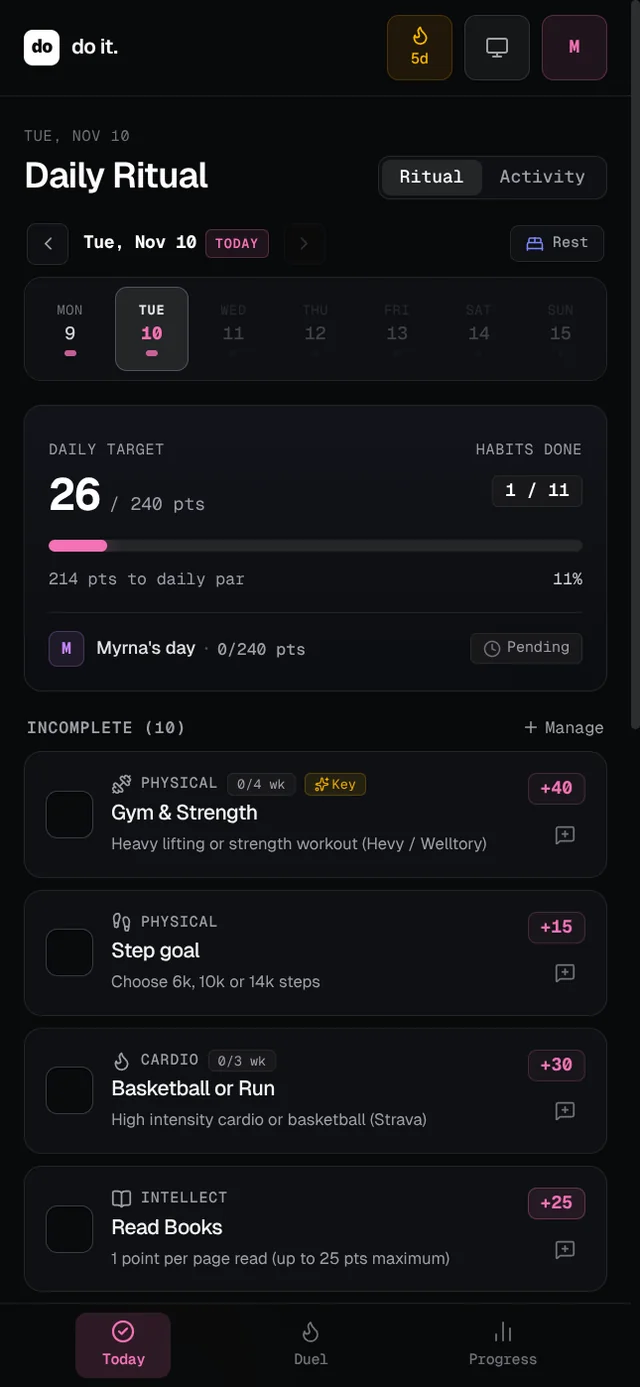 do do it.
5d
M
TUE, NOV 10
Daily Ritual
Ritual Activity
Tue, Nov 10 TODAY
Rest
MON TUE WED THU FRI SAT SUN
9 10 11 12 13 14 15
DAILY TARGET HABITS DONE
26 / 240 pts 1 / 11
214 pts to daily par 11%
M Myrna's day · 0/240 pts Pending
INCOMPLETE (10) + Manage
PHYSICAL 0/4 wk Key +40
Gym & Strength
Heavy lifting or strength workout (Hevy / Welltory)
PHYSICAL +15
Step goal
Choose 6k, 10k or 14k steps
CARDIO 0/3 wk +30
Basketball or Run
High intensity cardio or basketball (Strava)
INTELLECT +25
Read Books
1 point per page read (up to 25 pts maximum)
Today Duel Progress